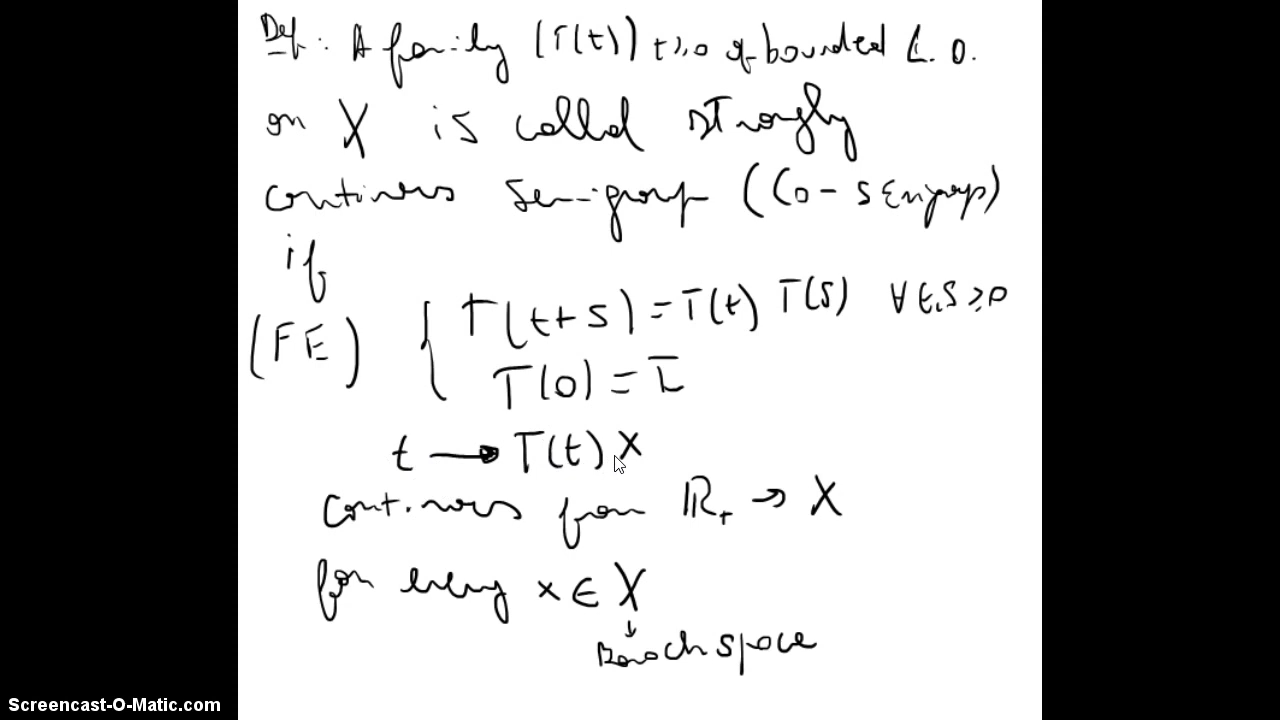 Def: A family (T(t)) t≥0 of bounded L.O.
on X is called strongly
continuous semi-group (C0-semigroup)
if
(FE) { T(t+s) = T(t) T(s) ∀ t,s ≥ 0
T(0) = I
t → T(t) x
continuous from R+ → X
for every x ∈ X
↓
Banach space
Screencast-O-Matic.com